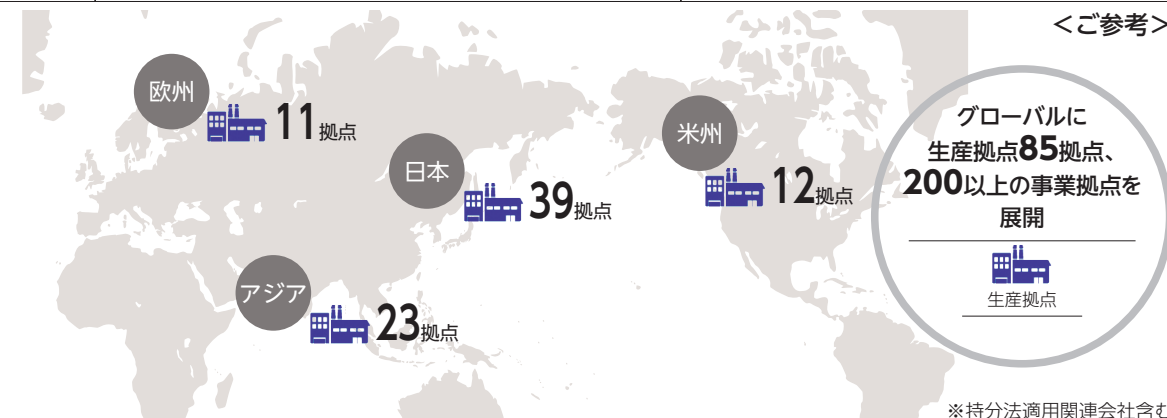 ＜ご参考＞
欧州
11拠点
日本
39拠点
アジア
23拠点
米州
12拠点
グローバルに
生産拠点85拠点、
200以上の事業拠点を
展開
生産拠点
※持分法適用関連会社含む